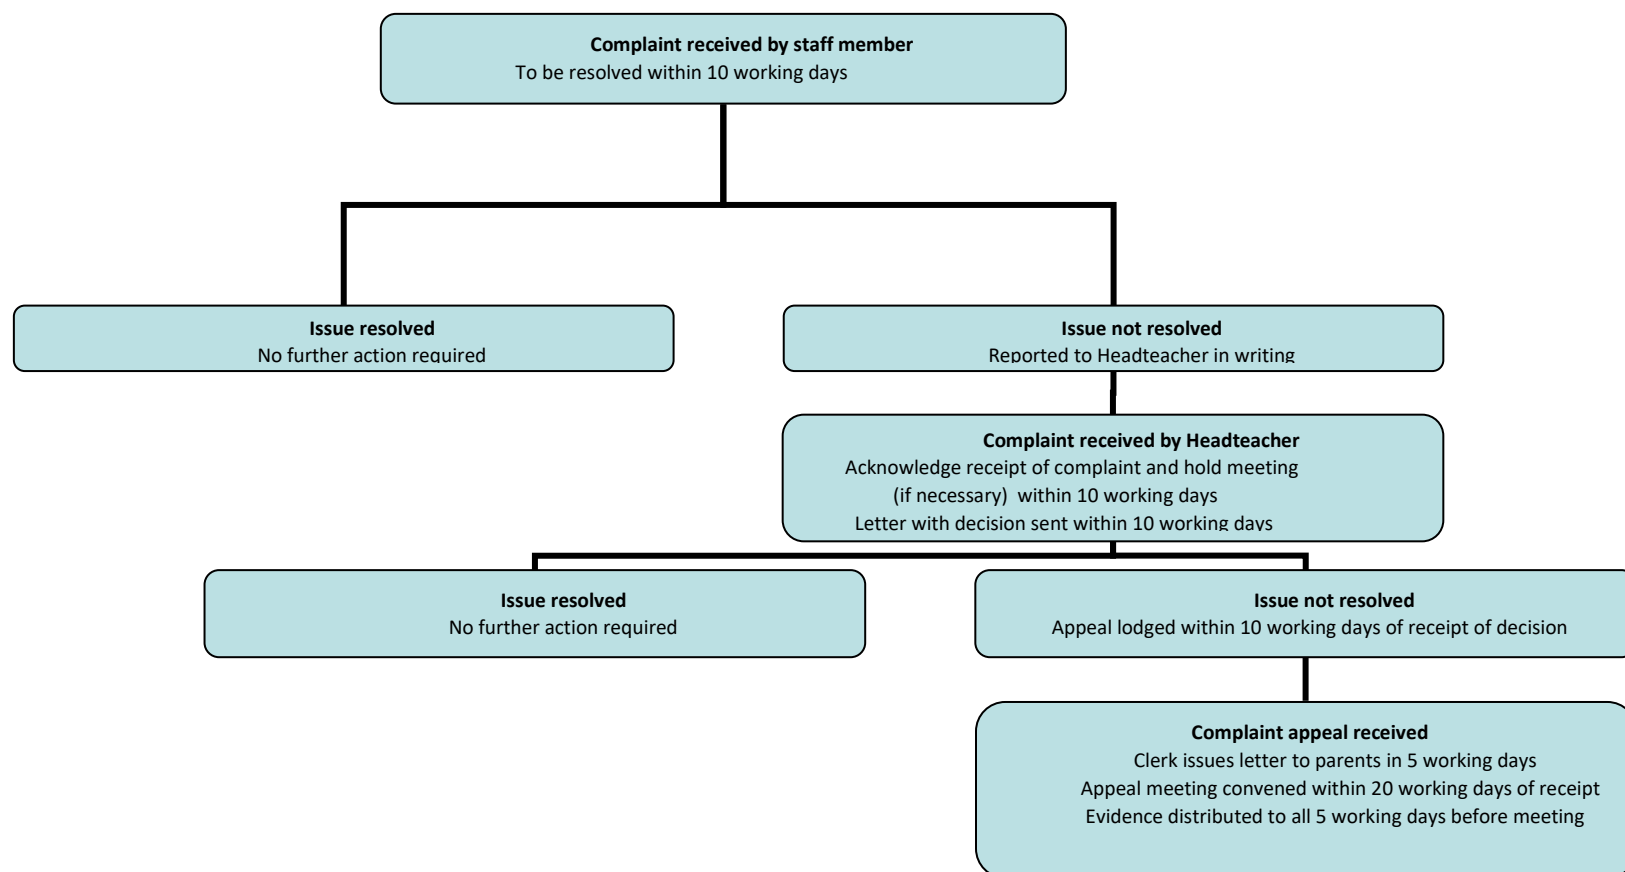 Complaint received by staff member
To be resolved within 10 working days
Issue resolved
No further action required
Issue not resolved
Reported to Headteacher in writing
Complaint received by Headteacher
Acknowledge receipt of complaint and hold meeting
(if necessary)  within 10 working days
Letter with decision sent within 10 working days
Issue resolved
No further action required
Issue not resolved
Appeal lodged within 10 working days of receipt of decision
Complaint appeal received
Clerk issues letter to parents in 5 working days
Appeal meeting convened within 20 working days of receipt
Evidence distributed to all 5 working days before meeting